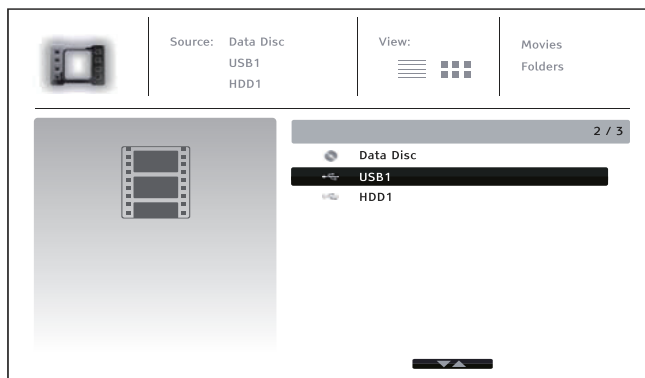 Source: Data Disc
USB1
HDD1
View:
Movies
Folders
2 / 3
Data Disc
USB1
HDD1